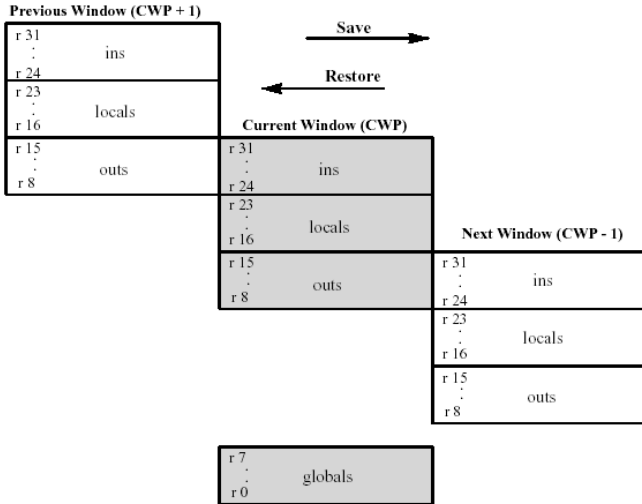 Previous Window (CWP + 1)
r 31
.
.
r 24
ins
r 23
.
.
r 16
locals
r 15
.
.
r 8
outs
Save
Restore
Current Window (CWP)
r 31
.
.
r 24
ins
r 23
.
.
r 16
locals
r 15
.
.
r 8
outs
Next Window (CWP - 1)
r 31
.
.
r 24
ins
r 23
.
.
r 16
locals
r 15
.
.
r 8
outs
r 7
.
.
r 0
globals